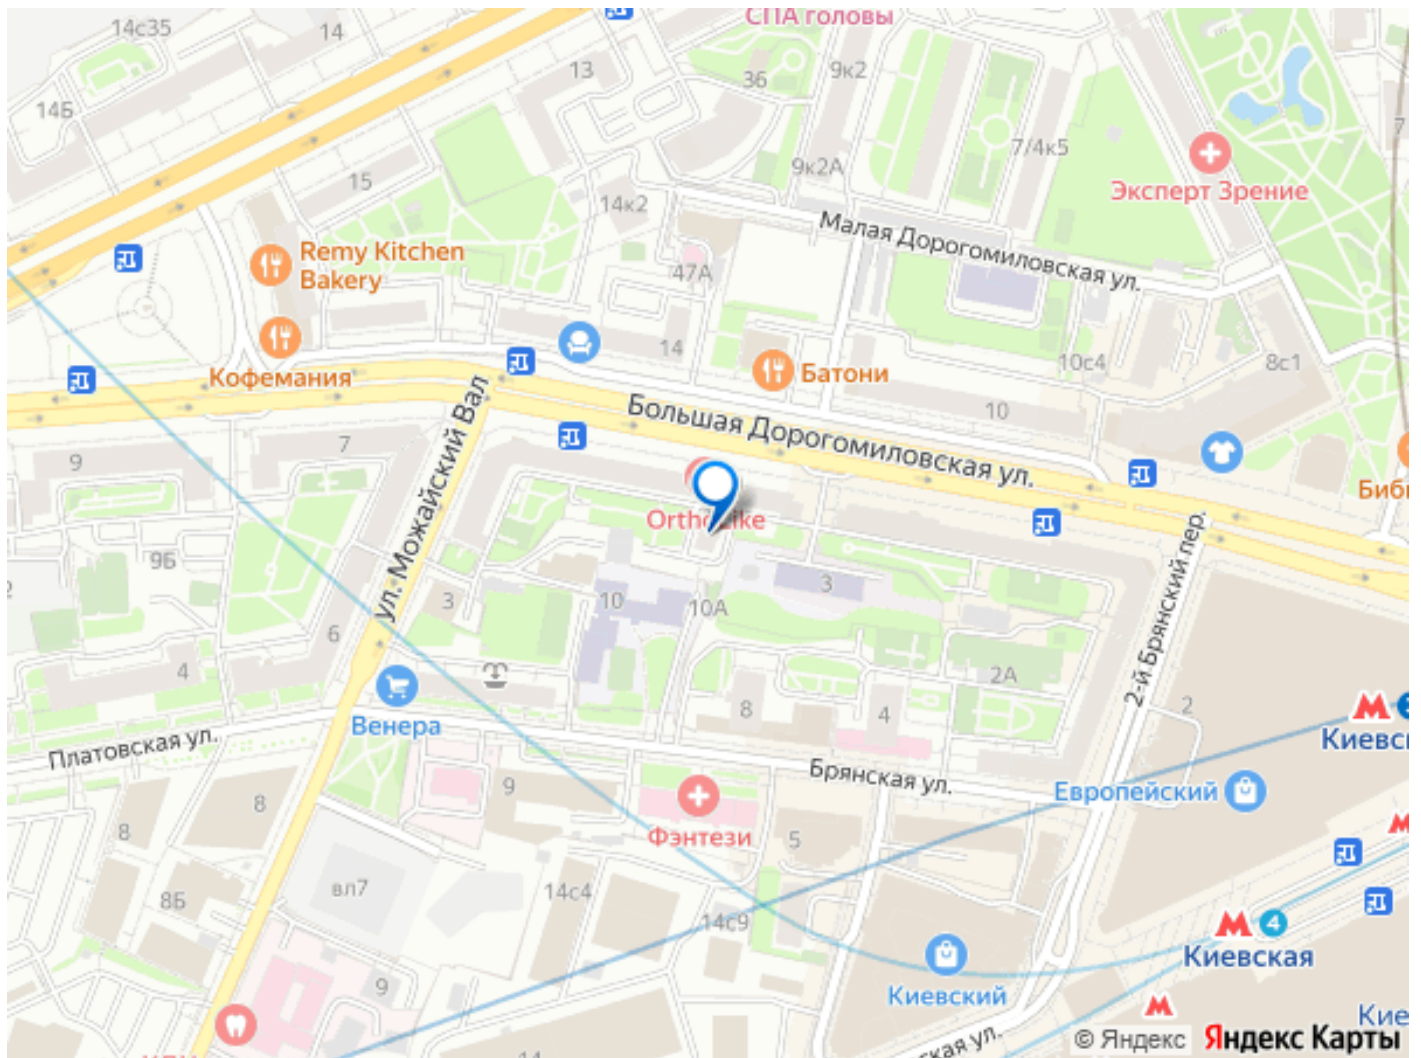 СПА головы
14с35
14
13
36
9к2
14Б
7/4к5
9к2А
15
14к2
Эксперт Зрение
Малая Дорогомиловская ул.
Remy Kitchen
Bakery
47А
14
10с4
8с1
Кофемания
Батони
10
Большая Дорогомиловская ул.
ул. Можайский Вал
7
9
OrthoLike
2-й Брянский пер.
9Б
3
10
10А
3
6
4
2А
8
4
2
Венера
Платовская ул.
Брянская ул.
Европейский
9
8
8
Фэнтези
5
вл7
14с4
8Б
14с9
4
Киевская
9
Киевский
14
© Яндекс
Яндекс Карты